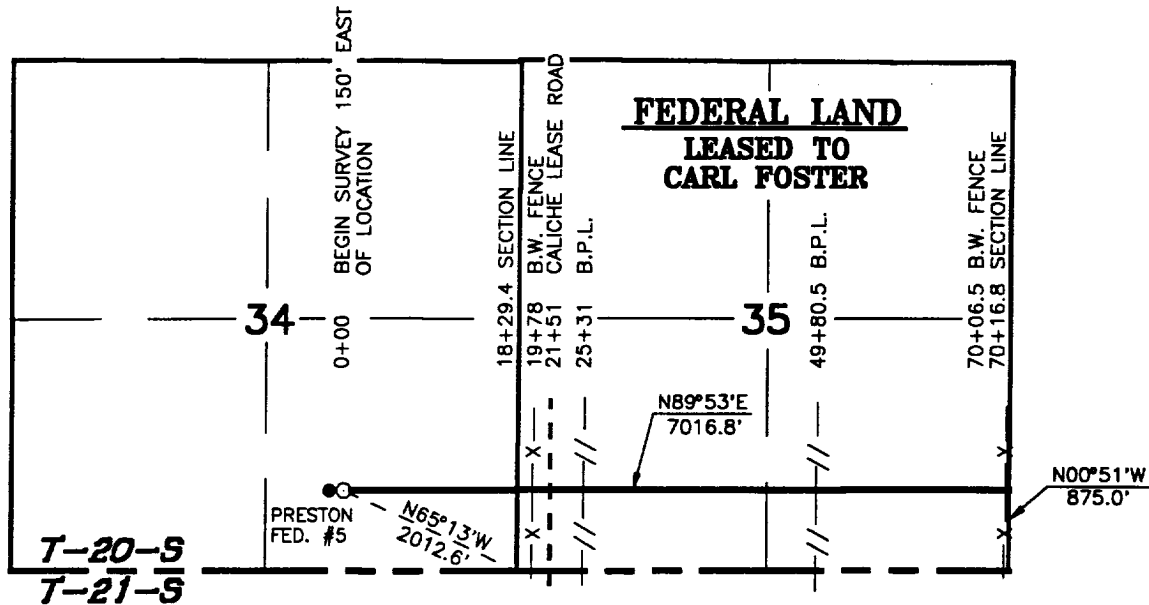 0+00 BEGIN SURVEY 150' EAST
OF LOCATION
18+29.4 SECTION LINE
19+78 B.W. FENCE
21+51 CALICHE LEASE ROAD
25+31 B.P.L.
49+80.5 B.P.L.
70+06.5 B.W. FENCE
70+16.8 SECTION LINE
FEDERAL LAND
LEASED TO
CARL FOSTER
34
35
N89°53'E
7016.8'
N00°51'W
875.0'
PRESTON
FED. #5
N65°13'W
2012.6'
T-20-S
T-21-S